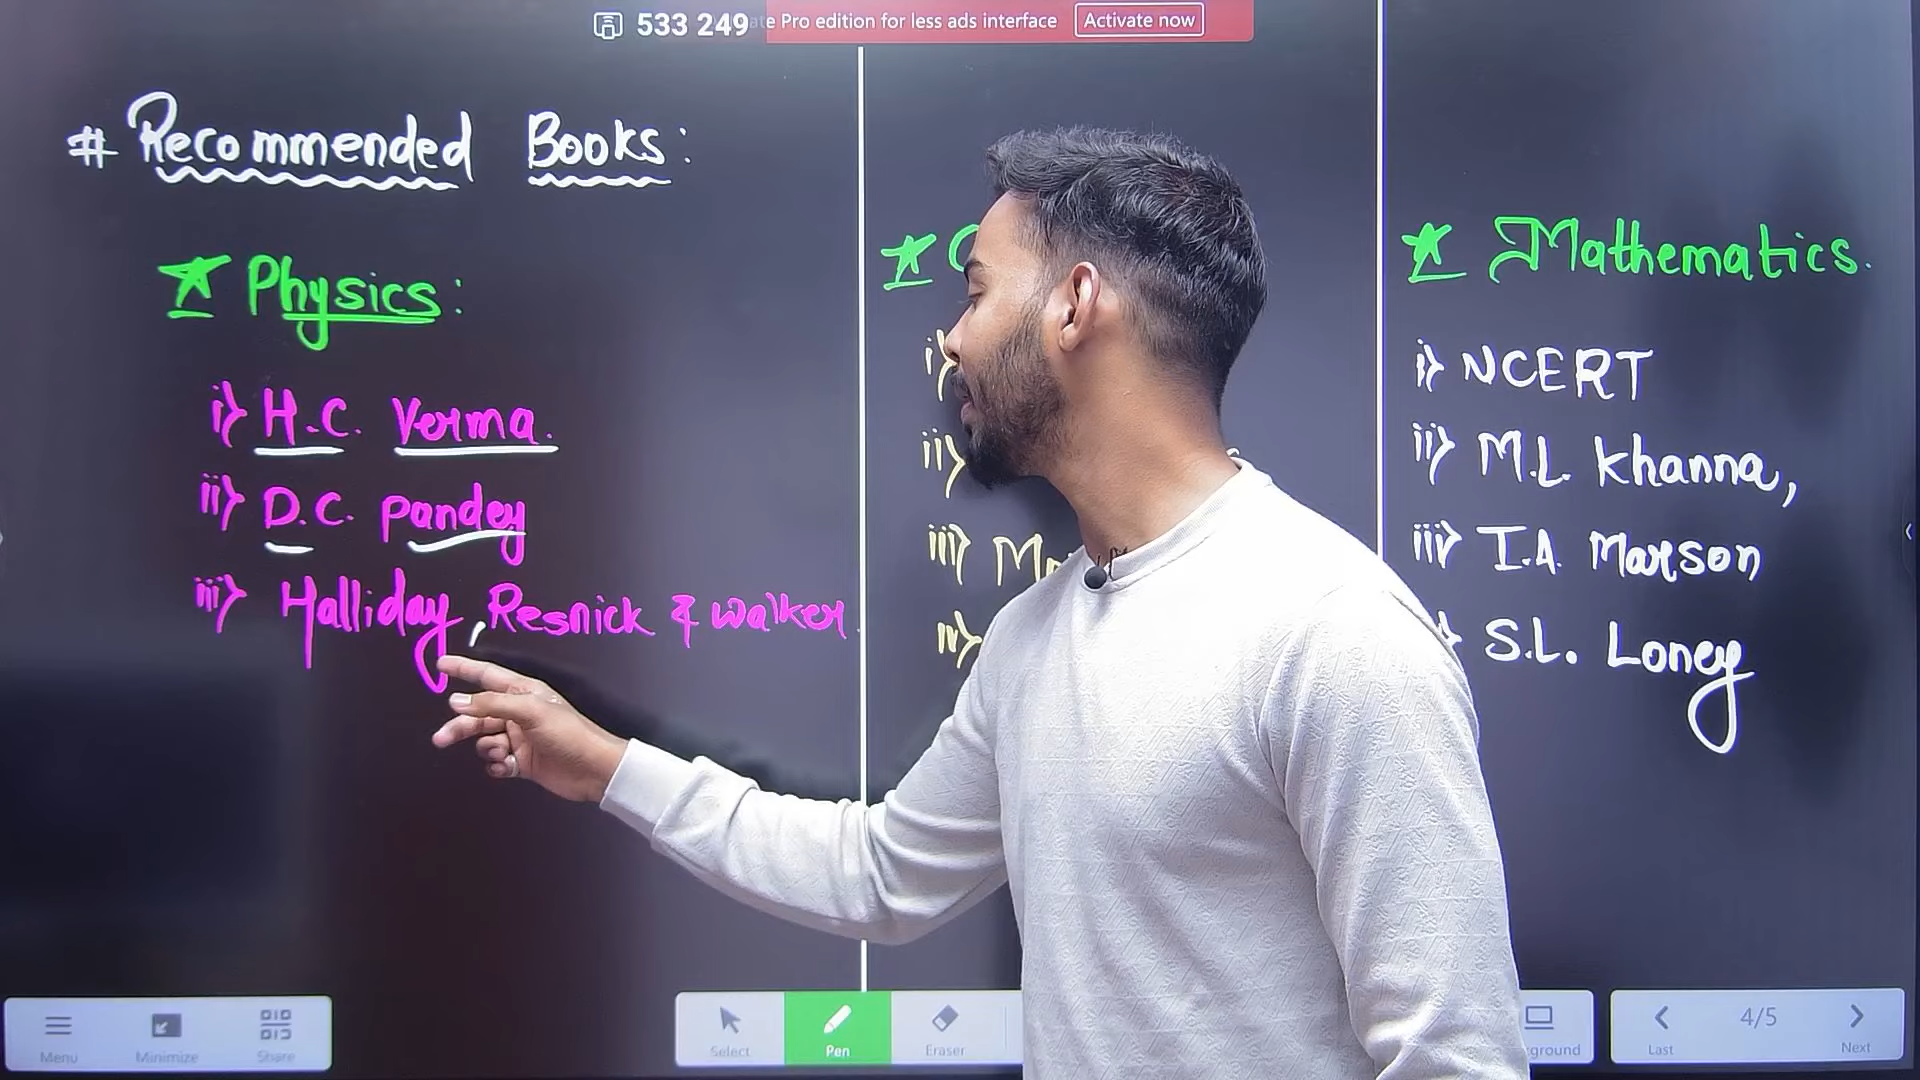 533 249
Pro edition for less ads interface
Activate now
# Recommended Books:
Physics:
i) H.C. Verma.
ii) D.C. Pandey
iii) Halliday, Resnick & Walker.
i)
ii)
iii)
iv)
Mathematics.
i) NCERT
ii) M.L Khanna,
iii) I.A. Marson
S.L. Loney
Menu
Minimize
Share
Select
Pen
Eraser
ground
Last
4/5
Next